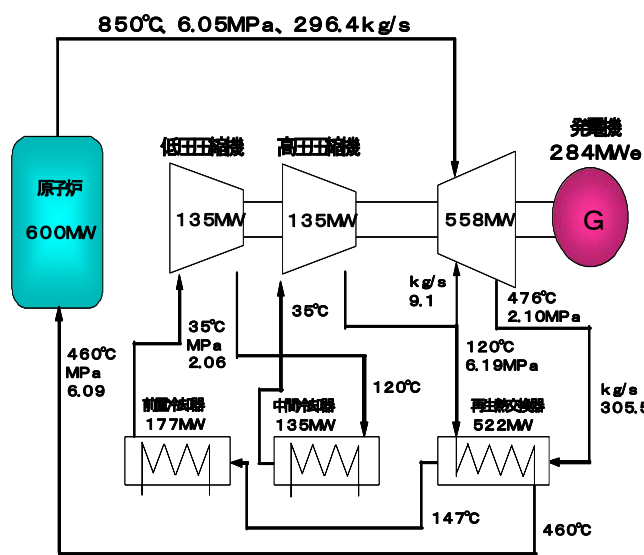 850℃、6.05MPa、296.4kg/s
低圧圧縮機
高圧圧縮機
発電機
284MWe
原子炉
600MW
135MW
135MW
558MW
G
kg/s
9.1
476℃
2.10MPa
35℃
MPa
2.06
35℃
120℃
6.19MPa
460℃
MPa
6.09
120℃
kg/s
305.5
前置冷却器
177MW
中間冷却器
135MW
再生熱交換器
522MW
147℃
460℃